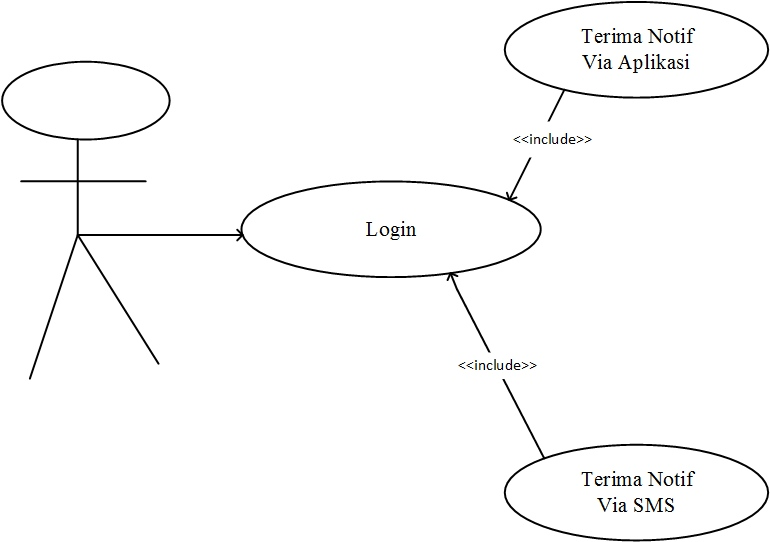 Terima Notif
Via Aplikasi
<<include>>
Login
<<include>>
Terima Notif
Via SMS